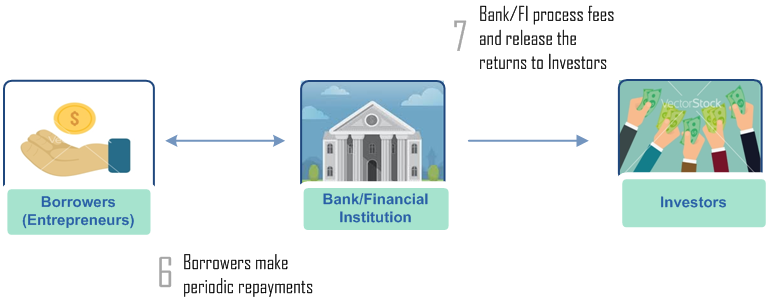 7
Bank/FI process fees
and release the
returns to Investors
$
VectorStock
Borrowers
(Entrepreneurs)
Bank/Financial
Institution
Investors
6
Borrowers make
periodic repayments